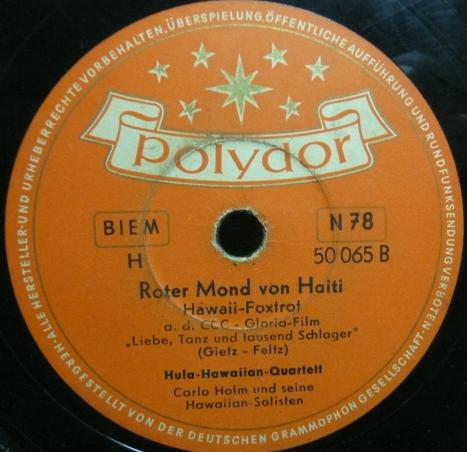 ALLE HERSTELLER- UND URHEBERRECHTE VORBEHALTEN, ÜBERSPIELUNG, ÖFFENTLICHE AUFFÜHRUNG UND RUNDFUNKSENDUNG VERBOTEN·
polydor
BIEM
N 78
H
50 065 B
Roter Mond von Haiti
Hawaii-Foxtrot
a. d. CCC - Gloria-Film
„Liebe, Tanz und tausend Schlager"
(Gietz - Feltz)
Hula-Hawaiian-Quartett
Carlo Holm und seine
Hawaiian-Solisten
HERGESTELLT VON DER DEUTSCHEN GRAMMOPHON GESELLSCHAFT·